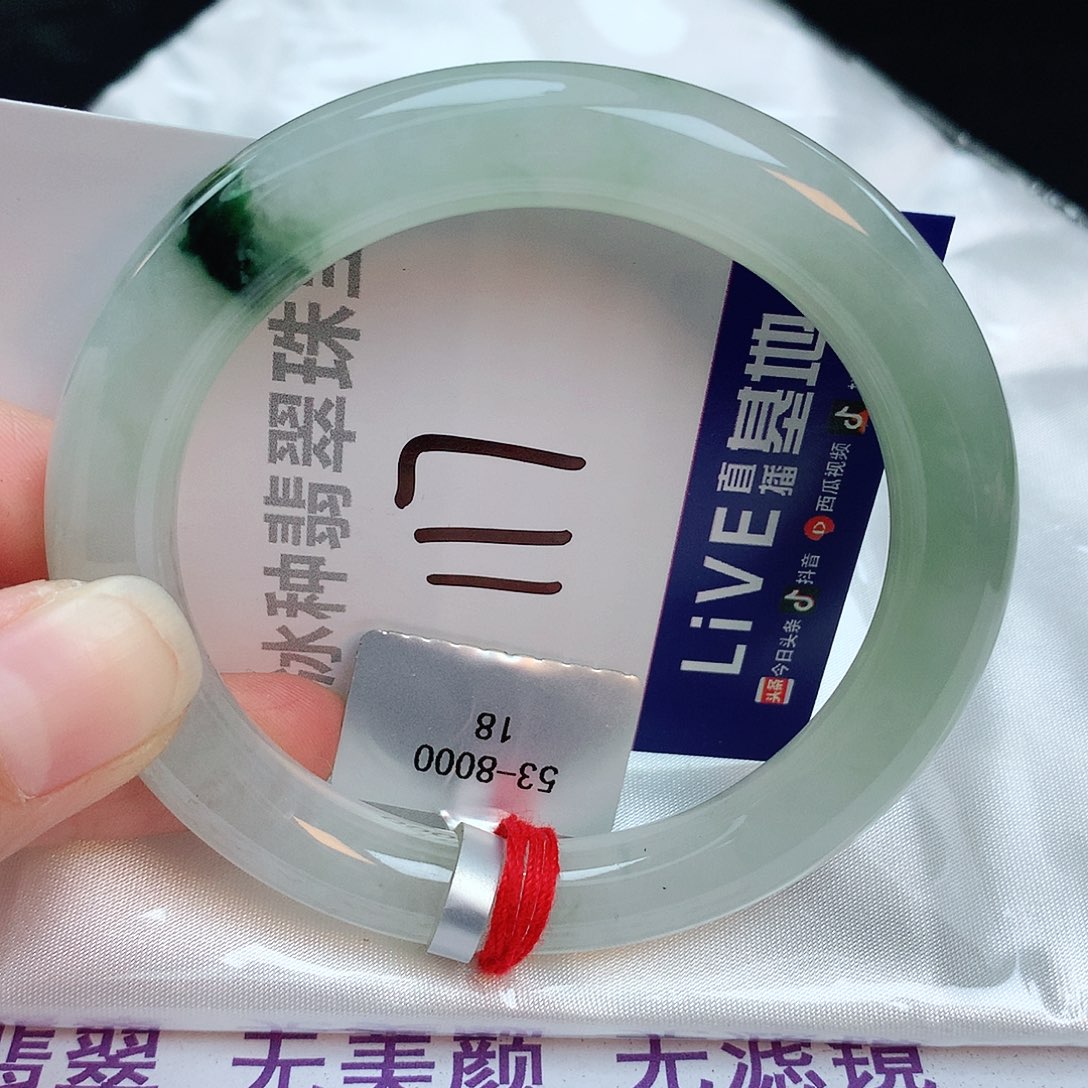 冰种翡翠珠
117
LiVE直播基地
今日头条 抖音 西瓜视频
53-8000
18
翡翠 无美颜 无滤镜